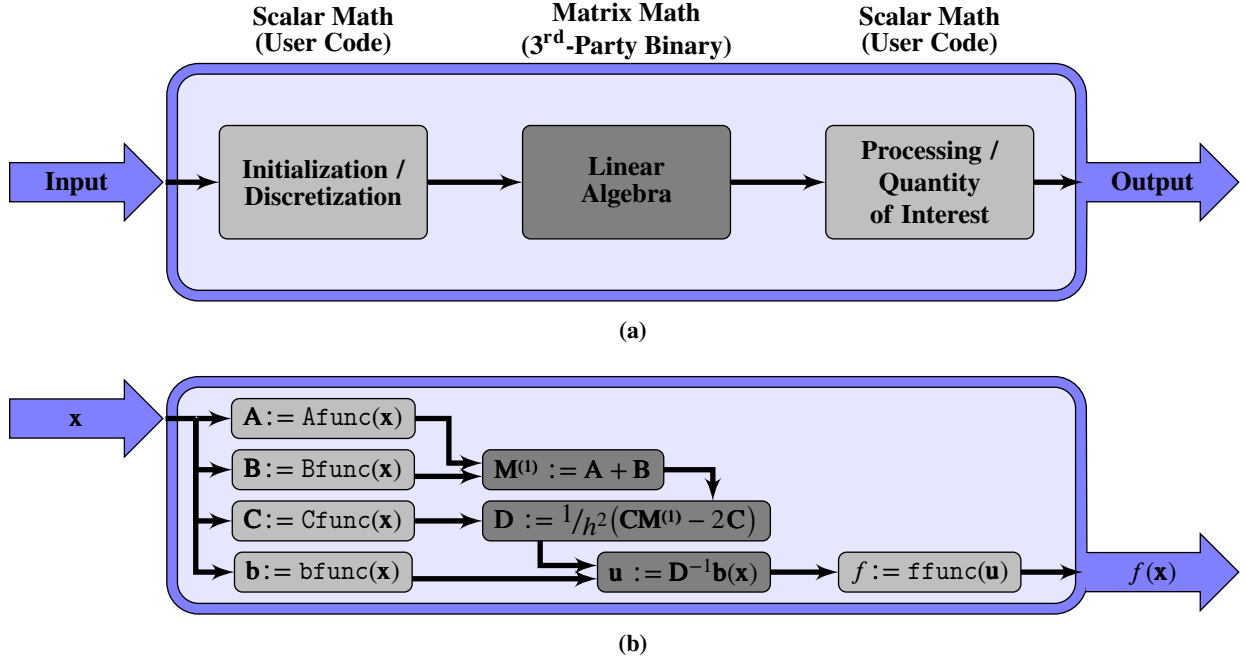 Scalar Math
(User Code)
Matrix Math
(3rd-Party Binary)
Scalar Math
(User Code)
Input
Initialization /
Discretization
Linear
Algebra
Processing /
Quantity
of Interest
Output
(a)
x
A := Afunc(x)
B := Bfunc(x)
M(1) := A + B
C := Cfunc(x)
D := 1/h2(CM(1) − 2C)
b := bfunc(x)
u := D−1b(x)
f := ffunc(u)
f(x)
(b)